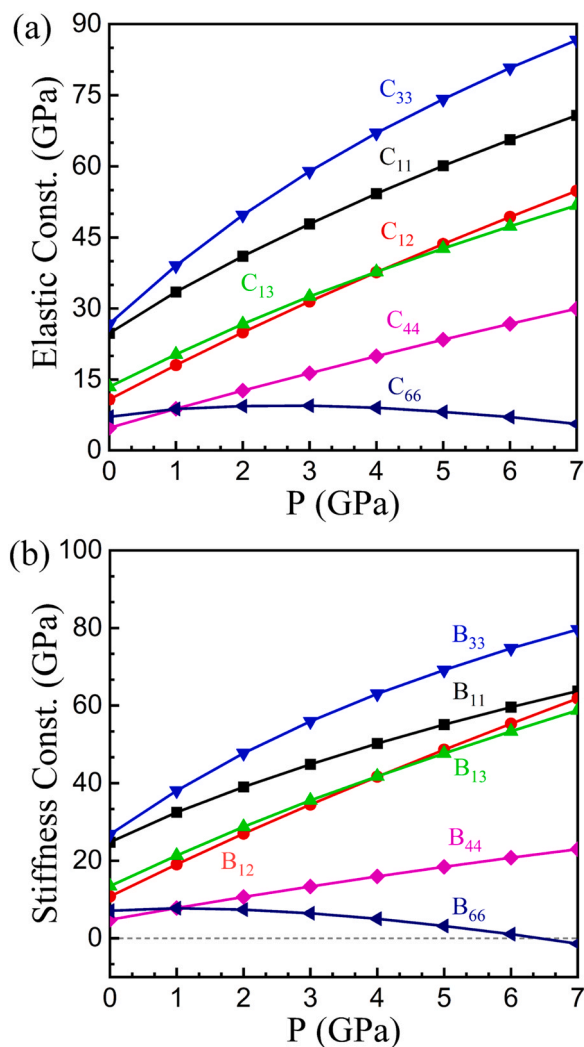 (a)
90
75
60
45
30
15
0
Elastic Const. (GPa)
C33
C11
C12
C13
C44
C66
0 1 2 3 4 5 6 7
P (GPa)
(b)
100
80
60
40
20
0
Stiffness Const. (GPa)
B33
B11
B13
B12
B44
B66
0 1 2 3 4 5 6 7
P (GPa)